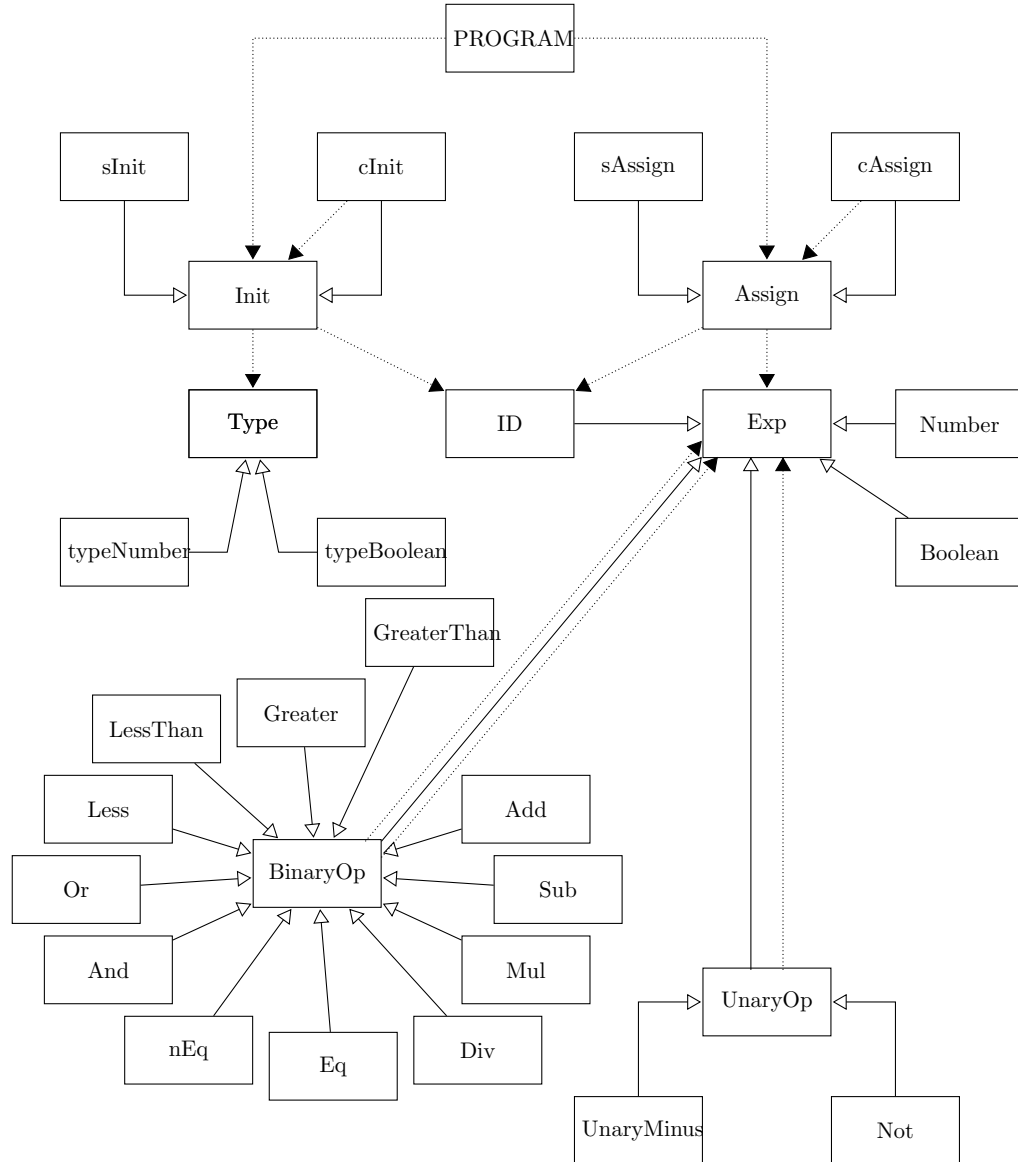 PROGRAM
sInit
cInit
sAssign
cAssign
Init
Assign
Type
ID
Exp
Number
typeNumber
typeBoolean
Boolean
GreaterThan
Greater
LessThan
Less
Add
BinaryOp
Or
Sub
And
Mul
UnaryOp
nEq
Eq
Div
UnaryMinus
Not